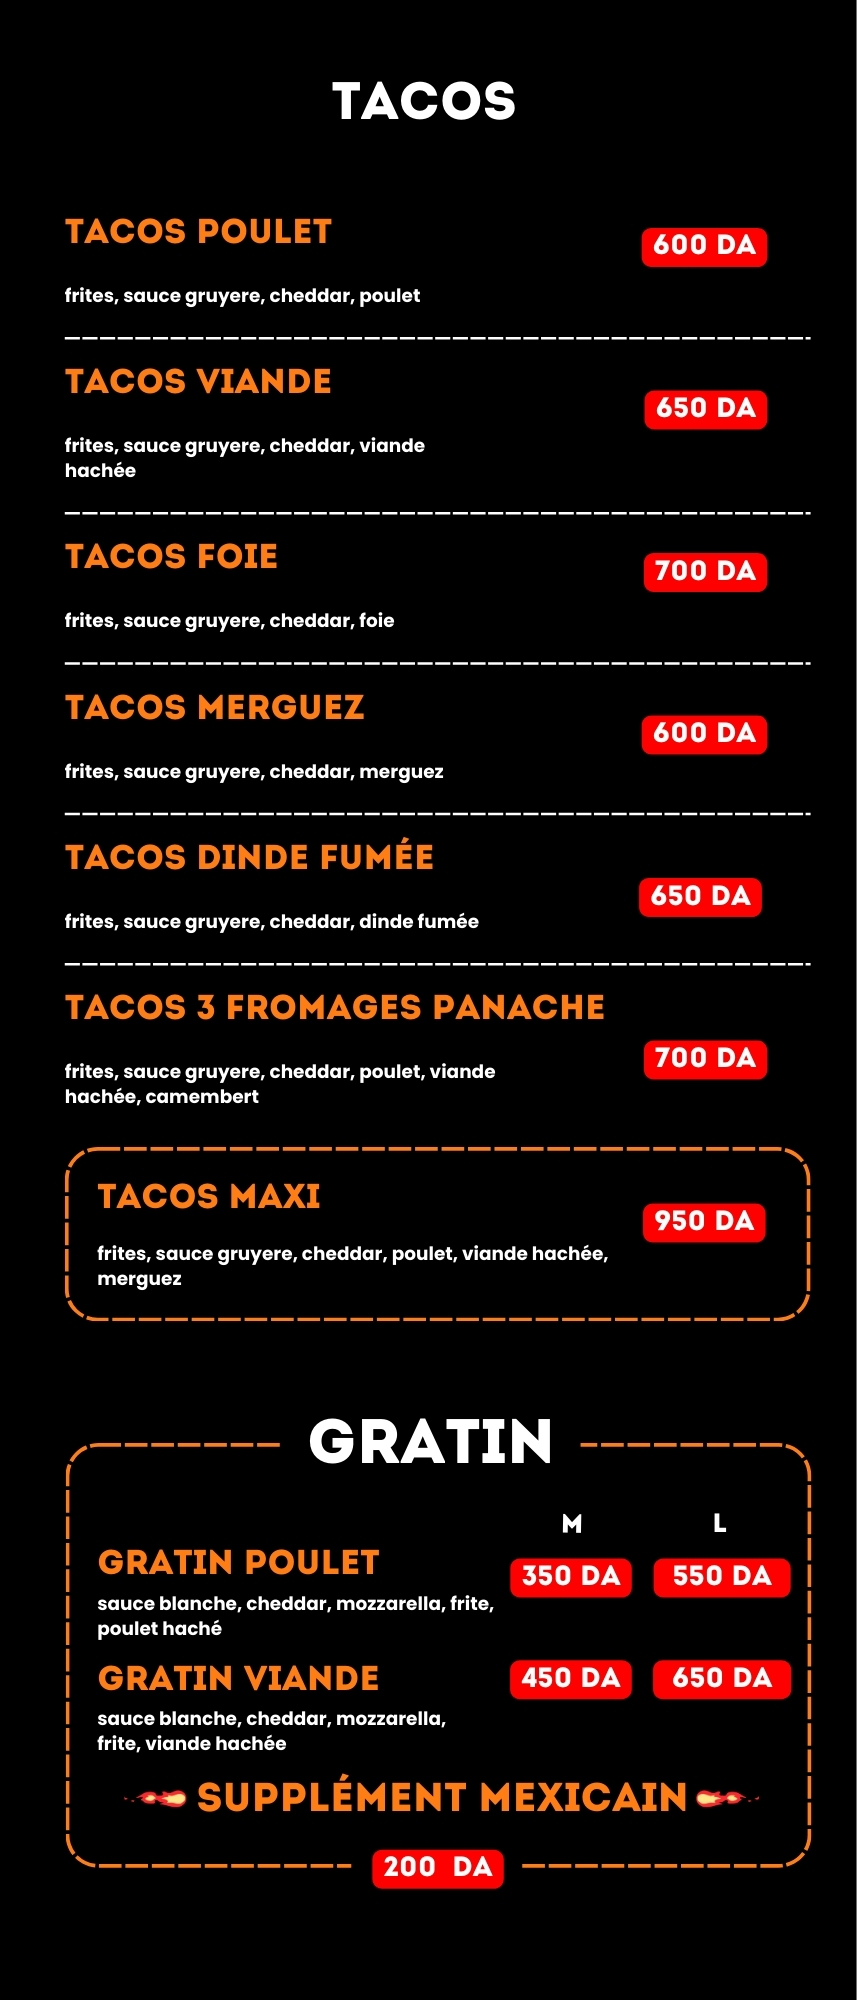 TACOS
TACOS POULET
600 DA
frites, sauce gruyere, cheddar, poulet
TACOS VIANDE
650 DA
frites, sauce gruyere, cheddar, viande
hachée
TACOS FOIE
700 DA
frites, sauce gruyere, cheddar, foie
TACOS MERGUEZ
600 DA
frites, sauce gruyere, cheddar, merguez
TACOS DINDE FUMÉE
650 DA
frites, sauce gruyere, cheddar, dinde fumée
TACOS 3 FROMAGES PANACHE
700 DA
frites, sauce gruyere, cheddar, poulet, viande
hachée, camembert
TACOS MAXI
950 DA
frites, sauce gruyere, cheddar, poulet, viande hachée,
merguez
GRATIN
M L
GRATIN POULET 350 DA 550 DA
sauce blanche, cheddar, mozzarella, frite,
poulet haché
GRATIN VIANDE 450 DA 650 DA
sauce blanche, cheddar, mozzarella,
frite, viande hachée
SUPPLÉMENT MEXICAIN
200 DA